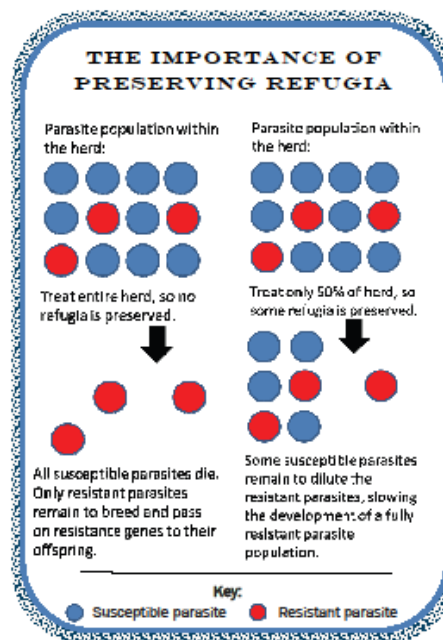 THE IMPORTANCE OF
PRESERVING REFUGIA
Parasite population within
the herd:
Treat entire herd, so no
refugia is preserved.
All susceptible parasites die.
Only resistant parasites
remain to breed and pass
on resistance genes to their
offspring.
Parasite population within
the herd:
Treat only 50% of herd, so
some refugia is preserved.
Some susceptible parasites
remain to dilute the
resistant parasites, slowing
the development of a fully
resistant parasite
population.
Key:
Susceptible parasite
Resistant parasite